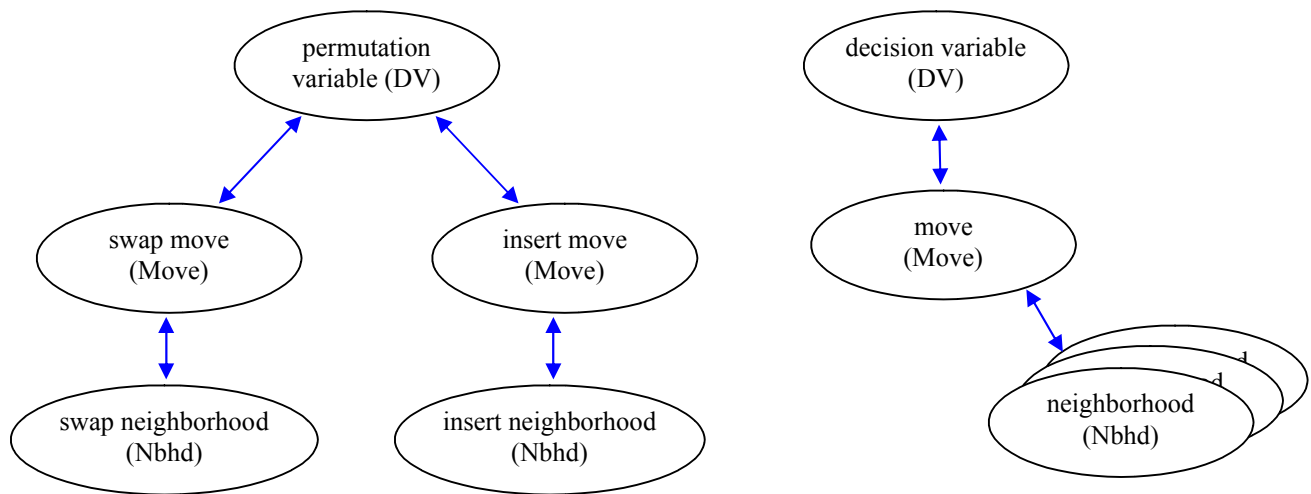 permutation
variable (DV)
decision variable
(DV)
swap move
(Move)
insert move
(Move)
move
(Move)
swap neighborhood
(Nbhd)
insert neighborhood
(Nbhd)
neighborhood
(Nbhd)
d
d